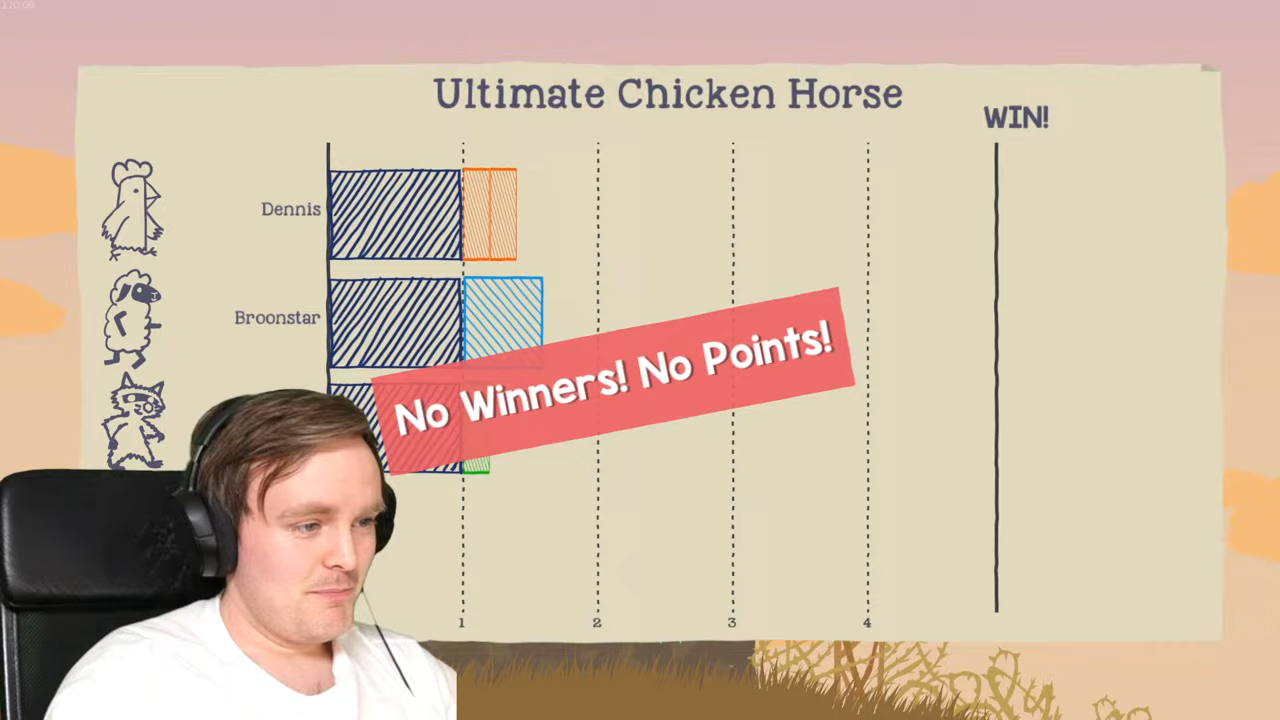 Ultimate Chicken Horse
WIN!
Dennis
Broonstar
No Winners! No Points!
1 2 3 4